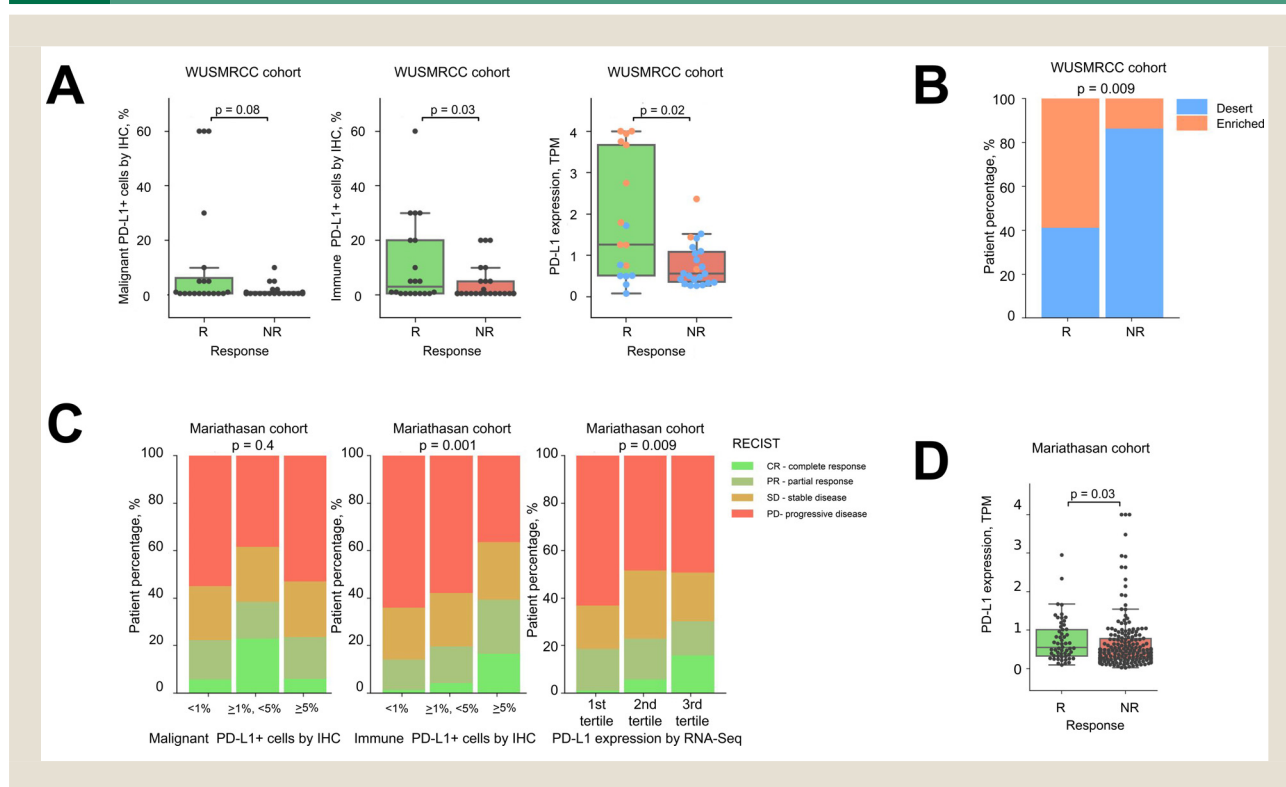 A
WUSMRCC cohort
p = 0.08
Malignant PD-L1+ cells by IHC, %
60
40
20
0
R
NR
Response
WUSMRCC cohort
p = 0.03
Immune PD-L1+ cells by IHC, %
60
40
20
0
R
NR
Response
WUSMRCC cohort
p = 0.02
PD-L1 expression, TPM
4
3
2
1
0
R
NR
Response
B
WUSMRCC cohort
p = 0.009
Patient percentage, %
100
80
60
40
20
0
R
NR
Desert
Enriched
C
Mariathasan cohort
p = 0.4
Patient percentage, %
100
80
60
40
20
0
<1%
≥1%, <5%
≥5%
Malignant PD-L1+ cells by IHC
Mariathasan cohort
p = 0.001
Patient percentage, %
100
80
60
40
20
0
<1%
≥1%, <5%
≥5%
Immune PD-L1+ cells by IHC
Mariathasan cohort
p = 0.009
Patient percentage, %
100
80
60
40
20
0
1st tertile
2nd tertile
3rd tertile
PD-L1 expression by RNA-Seq
RECIST
CR - complete response
PR - partial response
SD - stable disease
PD- progressive disease
D
Mariathasan cohort
p = 0.03
PD-L1 expression, TPM
4
3
2
1
0
R
NR
Response